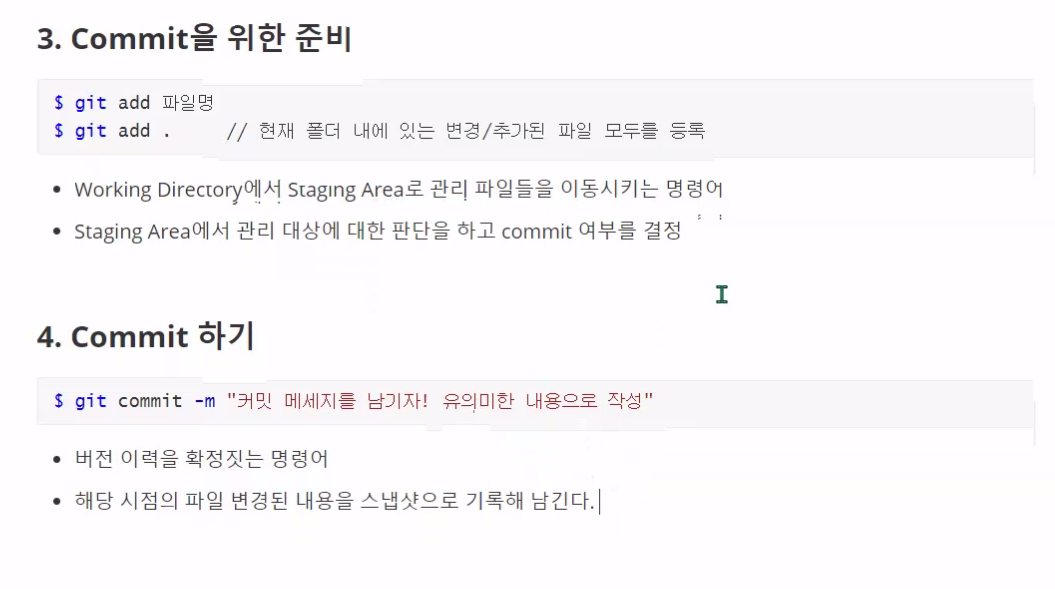 3. Commit을 위한 준비
$ git add 파일명
$ git add . // 현재 폴더 내에 있는 변경/추가된 파일 모두를 등록
• Working Directory에서 Staging Area로 관리 파일들을 이동시키는 명령어
• Staging Area에서 관리 대상에 대한 판단을 하고 commit 여부를 결정
4. Commit 하기
$ git commit -m "커밋 메세지를 남기자! 유의미한 내용으로 작성"
• 버전 이력을 확정짓는 명령어
• 해당 시점의 파일 변경된 내용을 스냅샷으로 기록해 남긴다.